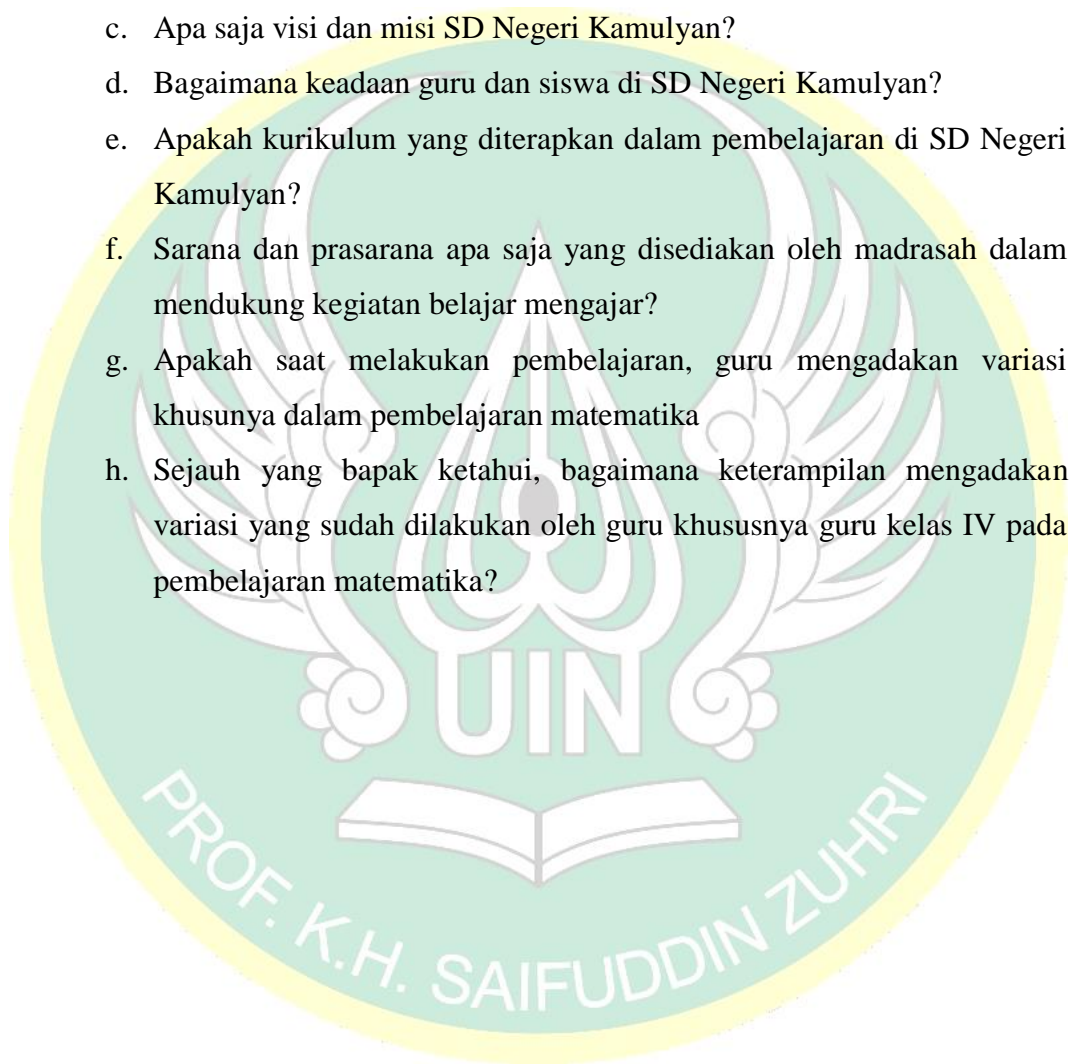 c. Apa saja visi dan misi SD Negeri Kamulyan?
d. Bagaimana keadaan guru dan siswa di SD Negeri Kamulyan?
e. Apakah kurikulum yang diterapkan dalam pembelajaran di SD Negeri
Kamulyan?
f. Sarana dan prasarana apa saja yang disediakan oleh madrasah dalam
mendukung kegiatan belajar mengajar?
g. Apakah saat melakukan pembelajaran, guru mengadakan variasi
khusunya dalam pembelajaran matematika
h. Sejauh yang bapak ketahui, bagaimana keterampilan mengadakan
variasi yang sudah dilakukan oleh guru khususnya guru kelas IV pada
pembelajaran matematika?
UIN
PROF. K.H. SAIFUDDIN ZUHRI